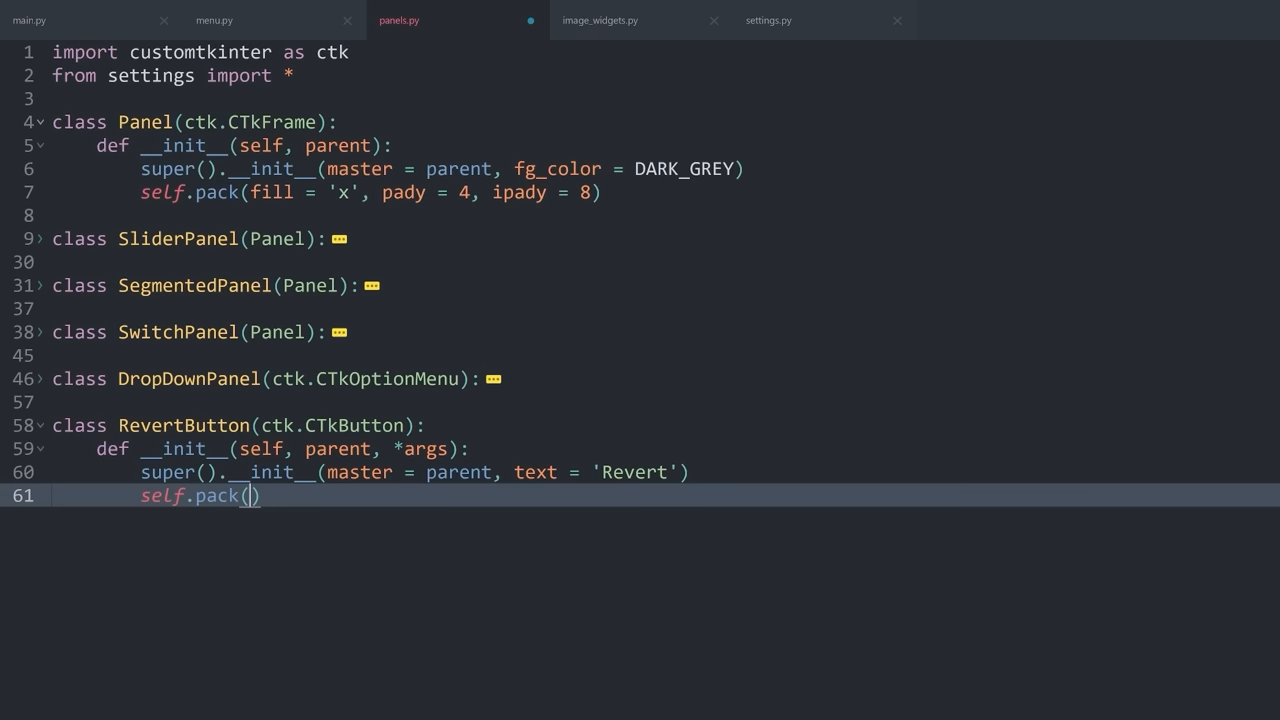 main.py menu.py panels.py image_widgets.py settings.py
1 import customtkinter as ctk
2 from settings import *
3
4 class Panel(ctk.CTkFrame):
5     def __init__(self, parent):
6         super().__init__(master = parent, fg_color = DARK_GREY)
7         self.pack(fill = 'x', pady = 4, ipady = 8)
8
9 class SliderPanel(Panel):
30
31 class SegmentedPanel(Panel):
37
38 class SwitchPanel(Panel):
45
46 class DropDownPanel(ctk.CTkOptionMenu):
57
58 class RevertButton(ctk.CTkButton):
59     def __init__(self, parent, *args):
60         super().__init__(master = parent, text = 'Revert')
61         self.pack()